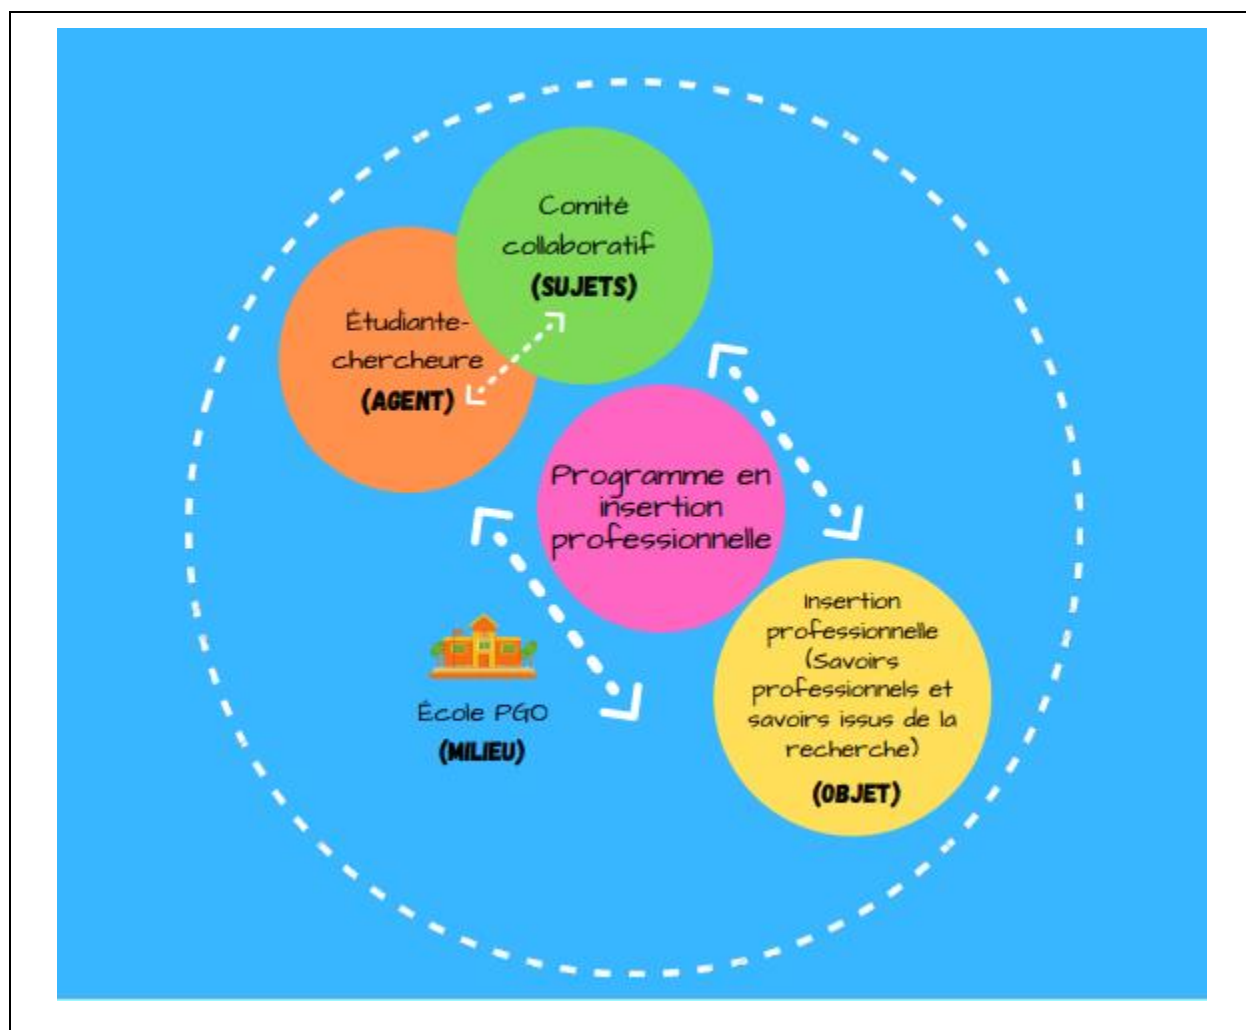 Comité
collaboratif
(SUJETS)
Étudiante-
chercheure
(AGENT)
Programme en
insertion
professionnelle
Insertion
professionnelle
(Savoirs
professionnels et
savoirs issus de la
recherche)
(OBJET)
École PGO
(MILIEU)